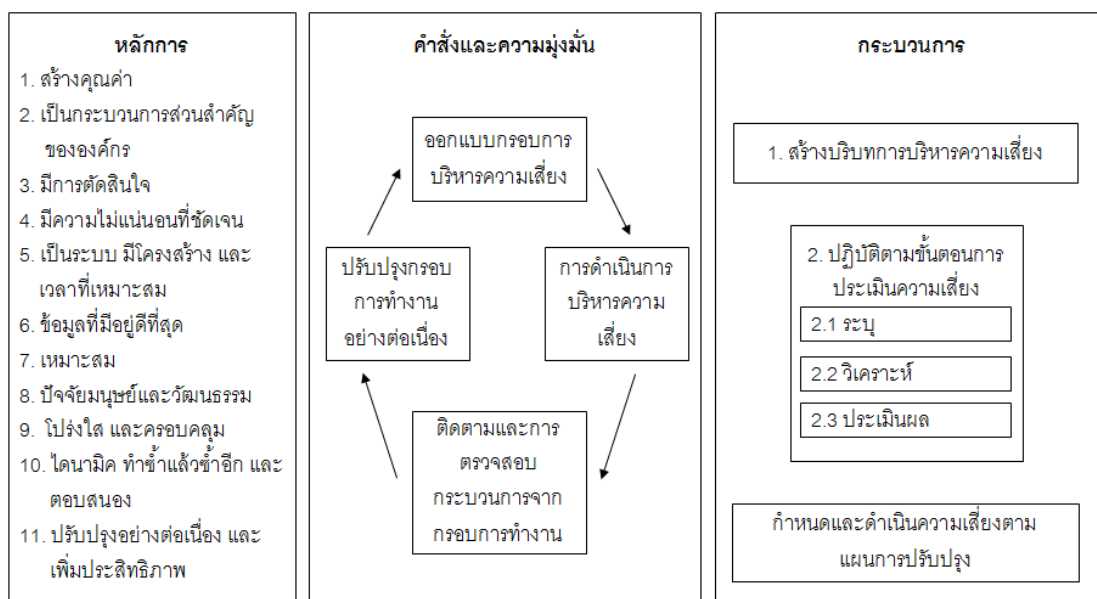 หลักการ
1. สร้างคุณค่า
2. เป็นกระบวนการส่วนสำคัญ
ขององค์กร
3. มีการตัดสินใจ
4. มีความไม่แน่นอนที่ชัดเจน
5. เป็นระบบ มีโครงสร้าง และ
เวลาที่เหมาะสม
6. ข้อมูลที่มีอยู่ดีที่สุด
7. เหมาะสม
8. ปัจจัยมนุษย์และวัฒนธรรม
9. โปร่งใส และครอบคลุม
10. ไดนามิค ทำซ้ำแล้วซ้ำอีก และ
ตอบสนอง
11. ปรับปรุงอย่างต่อเนื่อง และ
เพิ่มประสิทธิภาพ
คำสั่งและความมุ่งมั่น
ออกแบบกรอบการ
บริหารความเสี่ยง
ปรับปรุงกรอบ
การทำงาน
อย่างต่อเนื่อง
การดำเนินการ
บริหารความ
เสี่ยง
ติดตามและการ
ตรวจสอบ
กระบวนการจาก
กรอบการทำงาน
กระบวนการ
1. สร้างบริบทการบริหารความเสี่ยง
2. ปฏิบัติตามขั้นตอนการ
ประเมินความเสี่ยง
2.1 ระบุ
2.2 วิเคราะห์
2.3 ประเมินผล
กำหนดและดำเนินความเสี่ยงตาม
แผนการปรับปรุง